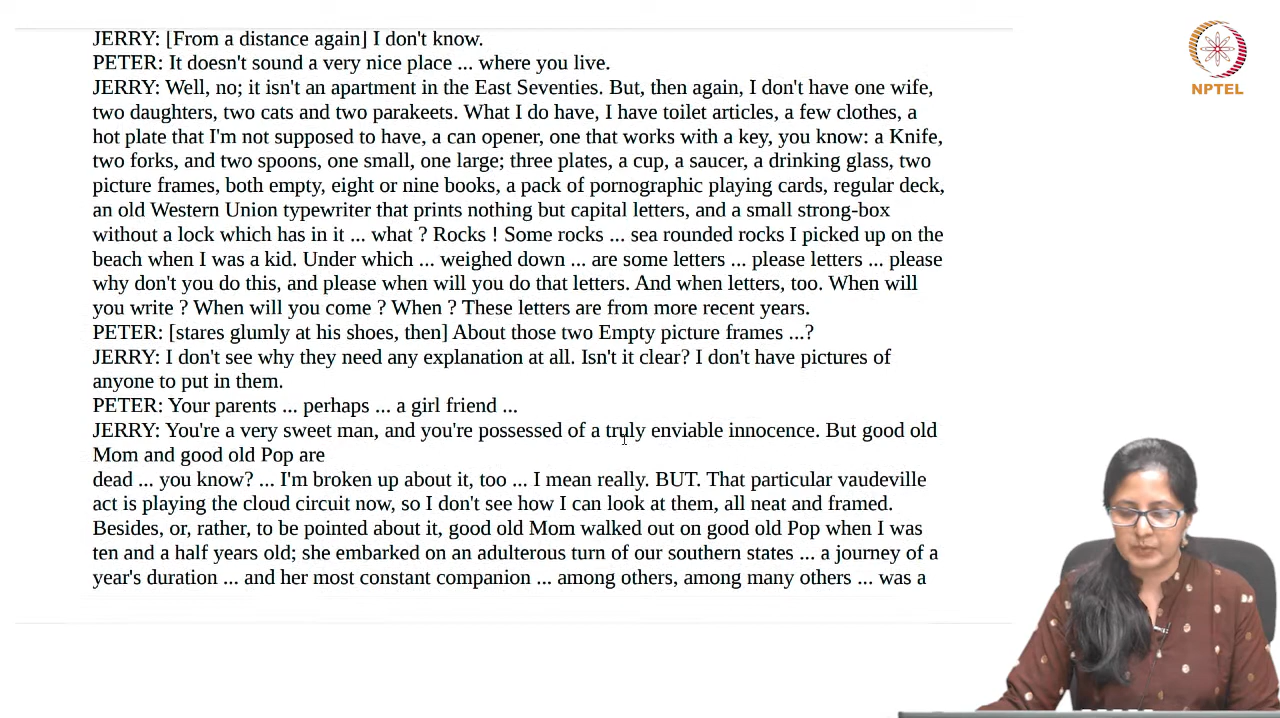 JERRY: [From a distance again] I don't know.
PETER: It doesn't sound a very nice place ... where you live.
JERRY: Well, no; it isn't an apartment in the East Seventies. But, then again, I don't have one wife,
two daughters, two cats and two parakeets. What I do have, I have toilet articles, a few clothes, a
hot plate that I'm not supposed to have, a can opener, one that works with a key, you know: a Knife,
two forks, and two spoons, one small, one large; three plates, a cup, a saucer, a drinking glass, two
picture frames, both empty, eight or nine books, a pack of pornographic playing cards, regular deck,
an old Western Union typewriter that prints nothing but capital letters, and a small strong-box
without a lock which has in it ... what ? Rocks ! Some rocks ... sea rounded rocks I picked up on the
beach when I was a kid. Under which ... weighed down ... are some letters ... please letters ... please
why don't you do this, and please when will you do that letters. And when letters, too. When will
you write ? When will you come ? When ? These letters are from more recent years.
PETER: [stares glumly at his shoes, then] About those two Empty picture frames ...?
JERRY: I don't see why they need any explanation at all. Isn't it clear? I don't have pictures of
anyone to put in them.
PETER: Your parents ... perhaps ... a girl friend ...
JERRY: You're a very sweet man, and you're possessed of a truly enviable innocence. But good old
Mom and good old Pop are
dead ... you know? ... I'm broken up about it, too ... I mean really. BUT. That particular vaudeville
act is playing the cloud circuit now, so I don't see how I can look at them, all neat and framed.
Besides, or, rather, to be pointed about it, good old Mom walked out on good old Pop when I was
ten and a half years old; she embarked on an adulterous turn of our southern states ... a journey of a
year's duration ... and her most constant companion ... among others, among many others ... was a
NPTEL